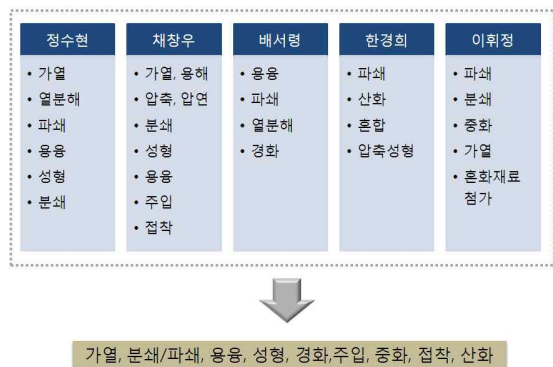 정수현
• 가열
• 열분해
• 파쇄
• 용융
• 성형
• 분쇄
채창우
• 가열, 용해
• 압축, 압연
• 분쇄
• 성형
• 용융
• 주입
• 접착
배서령
• 용융
• 파쇄
• 열분해
• 경화
한경희
• 파쇄
• 산화
• 혼합
• 압축성형
이휘정
• 파쇄
• 분쇄
• 중화
• 가열
• 혼화재료
첨가
가열, 분쇄/파쇄, 용융, 성형, 경화,주입, 중화, 접착, 산화